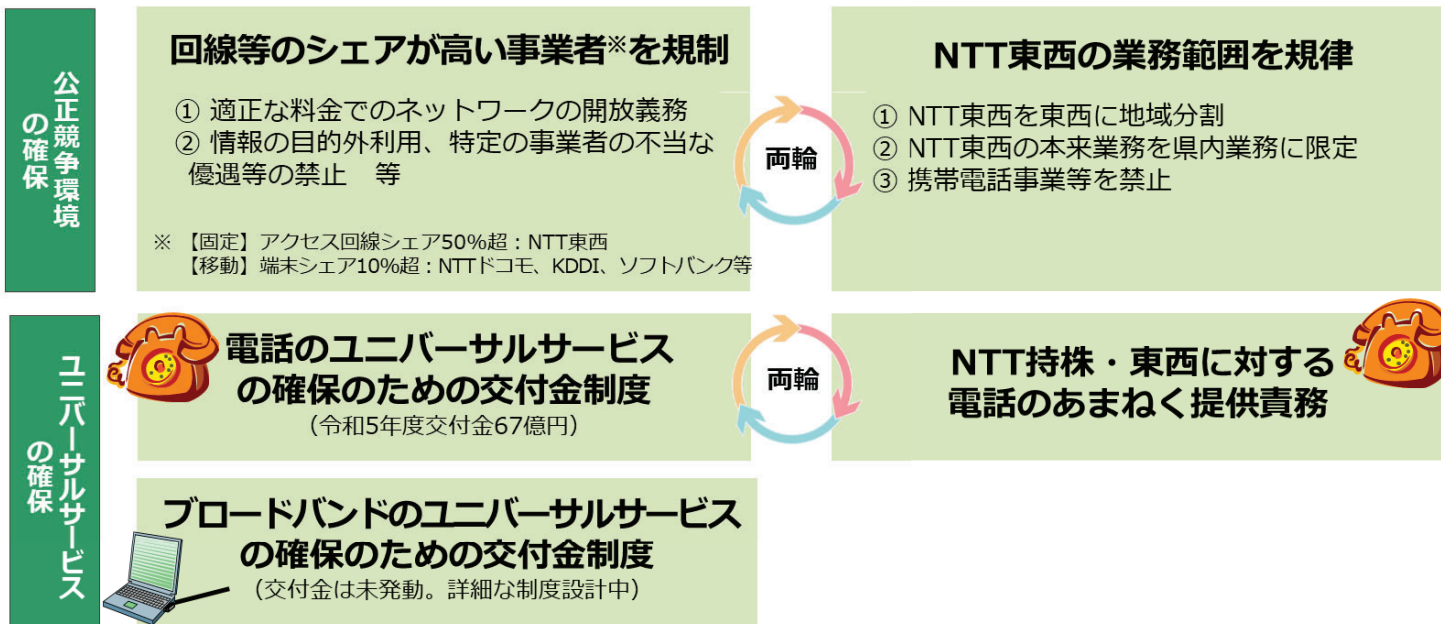 公正競争環境
の確保
回線等のシェアが高い事業者※を規制
① 適正な料金でのネットワークの開放義務
② 情報の目的外利用、特定の事業者の不当な
優遇等の禁止　等
※ 【固定】アクセス回線シェア50％超：NTT東西
【移動】端末シェア10％超：NTTドコモ、KDDI、ソフトバンク等
両輪
NTT東西の業務範囲を規律
① NTT東西を東西に地域分割
② NTT東西の本来業務を県内業務に限定
③ 携帯電話事業等を禁止
ユニバーサルサービス
の確保
電話のユニバーサルサービス
の確保のための交付金制度
（令和5年度交付金67億円）
両輪
NTT持株・東西に対する
電話のあまねく提供責務
ブロードバンドのユニバーサルサービス
の確保のための交付金制度
（交付金は未発動。詳細な制度設計中）